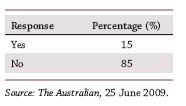 Response Percentage (%)
Yes 15
No 85
Source: The Australian, 25 June 2009.